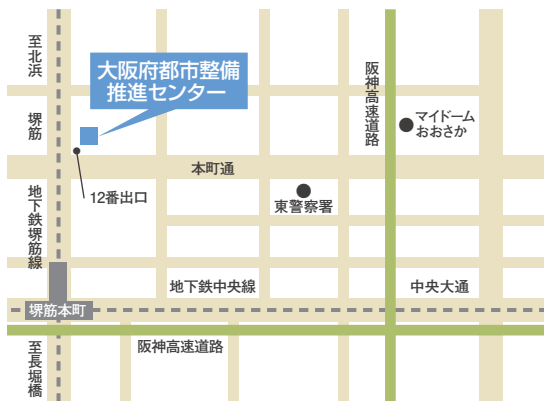 至北浜
大阪府都市整備
推進センター
阪神高速道路
堺筋
マイドーム
おおさか
本町通
12番出口
東警察署
地下鉄堺筋線
地下鉄中央線
中央大通
堺筋本町
阪神高速道路
至長堀橋